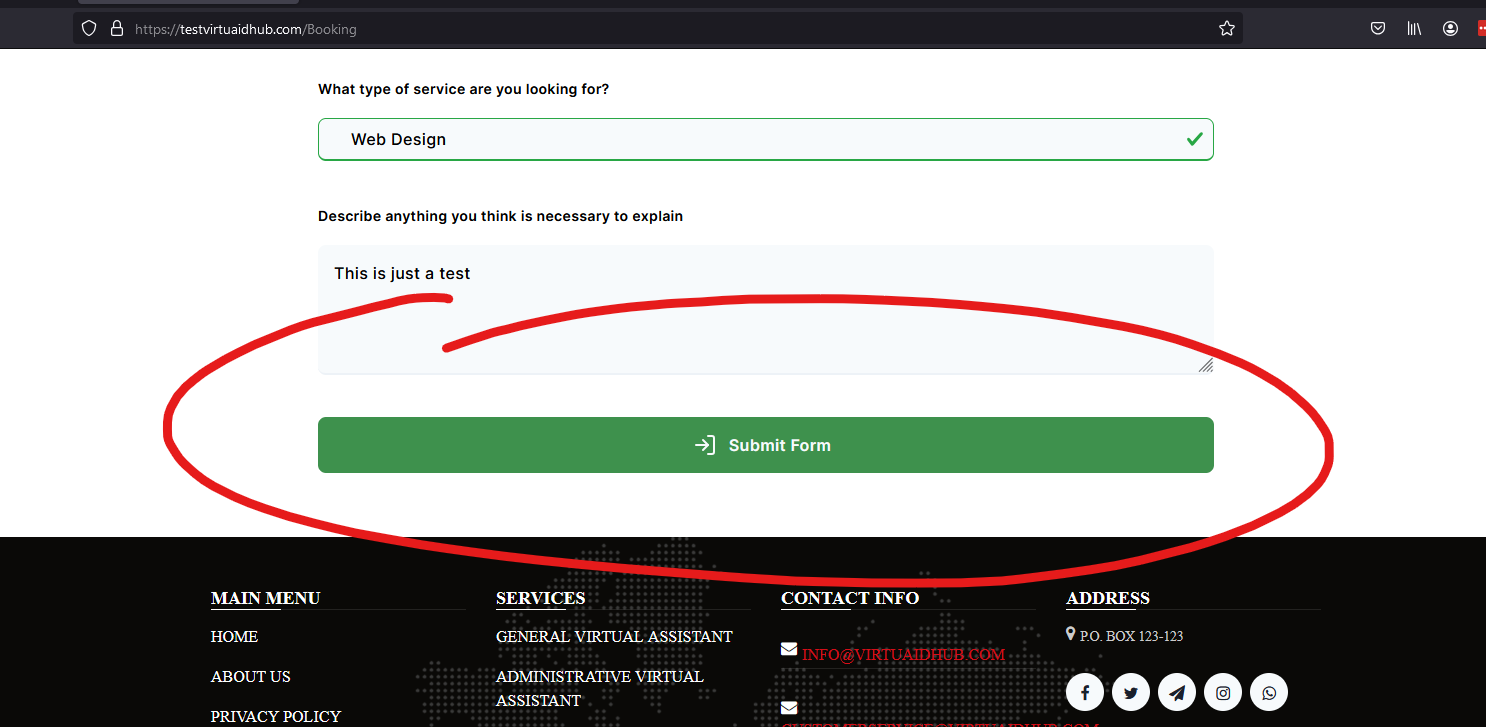 https://testvirtuaidhub.com/Booking
What type of service are you looking for?
Web Design
Describe anything you think is necessary to explain
This is just a test
Submit Form
MAIN MENU
HOME
ABOUT US
PRIVACY POLICY
SERVICES
GENERAL VIRTUAL ASSISTANT
ADMINISTRATIVE VIRTUAL
ASSISTANT
CONTACT INFO
INFO@VIRTUAIDHUB.COM
ADDRESS
P.O. BOX 123-123